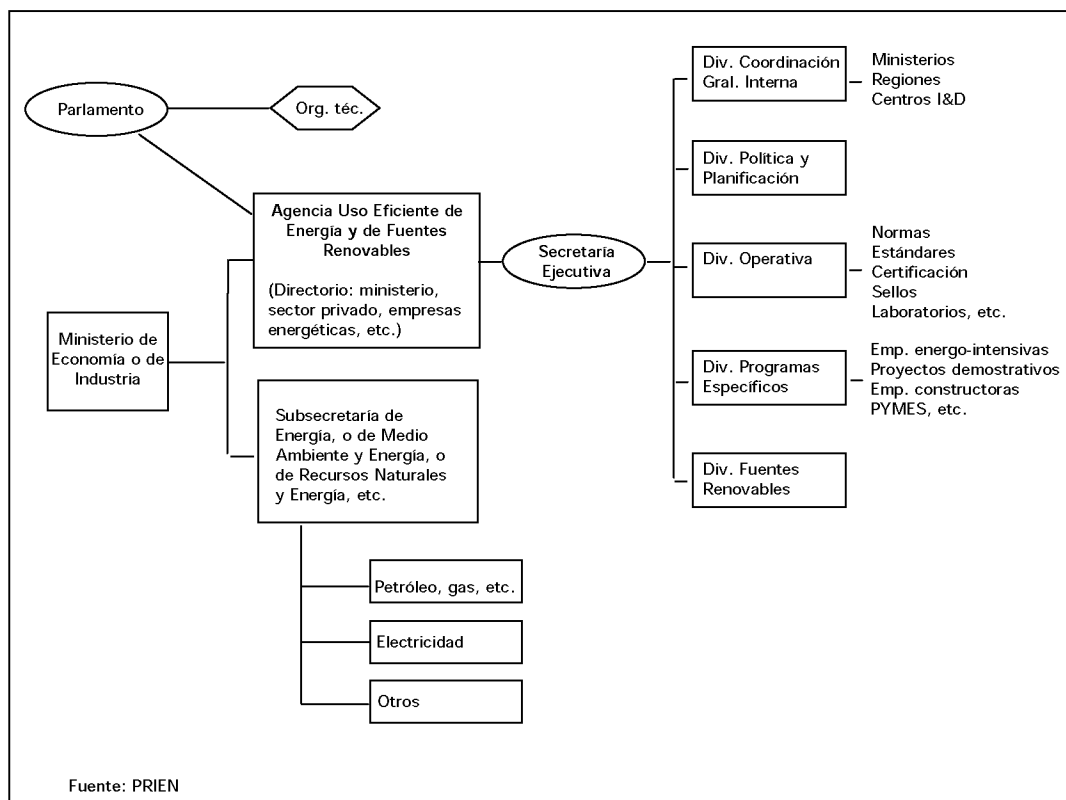 Parlamento
Org. téc.
Agencia Uso Eficiente de
Energía y de Fuentes
Renovables
(Directorio: ministerio,
sector privado, empresas
energéticas, etc.)
Ministerio de
Economía o de
Industria
Subsecretaría de
Energía, o de Medio
Ambiente y Energía, o
de Recursos Naturales
y Energía, etc.
Petróleo, gas, etc.
Electricidad
Otros
Secretaría
Ejecutiva
Div. Coordinación
Gral. Interna
Ministerios
Regiones
Centros I&D
Div. Política y
Planificación
Div. Operativa
Normas
Estándares
Certificación
Sellos
Laboratorios, etc.
Div. Programas
Específicos
Emp. energo-intensivas
Proyectos demostrativos
Emp. constructoras
PYMES, etc.
Div. Fuentes
Renovables
Fuente: PRIEN